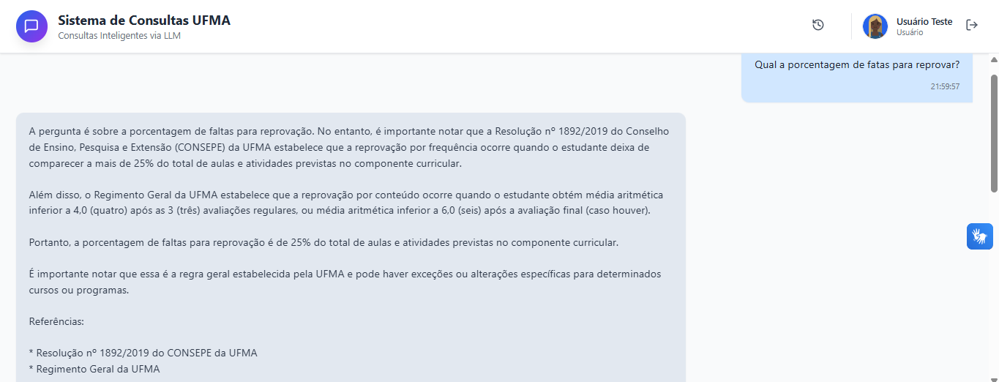 Sistema de Consultas UFMA
Consultas Inteligentes via LLM
Usuário Teste
Usuário
Qual a porcentagem de fatas para reprovar?
21:59:57
A pergunta é sobre a porcentagem de faltas para reprovação. No entanto, é importante notar que a Resolução nº 1892/2019 do Conselho
de Ensino, Pesquisa e Extensão (CONSEPE) da UFMA estabelece que a reprovação por frequência ocorre quando o estudante deixa de
comparecer a mais de 25% do total de aulas e atividades previstas no componente curricular.
Além disso, o Regimento Geral da UFMA estabelece que a reprovação por conteúdo ocorre quando o estudante obtém média aritmética
inferior a 4,0 (quatro) após as 3 (três) avaliações regulares, ou média aritmética inferior a 6,0 (seis) após a avaliação final (caso houver).
Portanto, a porcentagem de faltas para reprovação é de 25% do total de aulas e atividades previstas no componente curricular.
É importante notar que essa é a regra geral estabelecida pela UFMA e pode haver exceções ou alterações específicas para determinados
cursos ou programas.
Referências:
* Resolução nº 1892/2019 do CONSEPE da UFMA
* Regimento Geral da UFMA